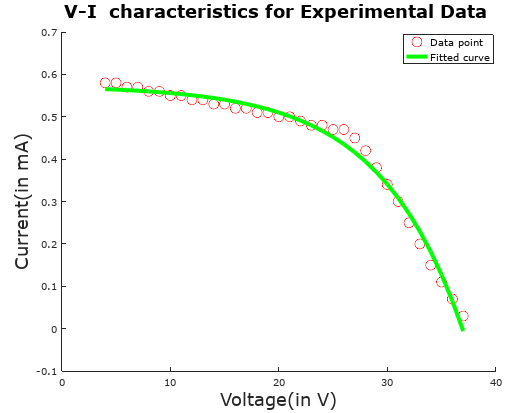 V-I characteristics for Experimental Data
Data point
Fitted curve
0.7
0.6
0.5
0.4
0.3
0.2
0.1
0
-0.1
Current(in mA)
0 10 20 30 40
Voltage(in V)